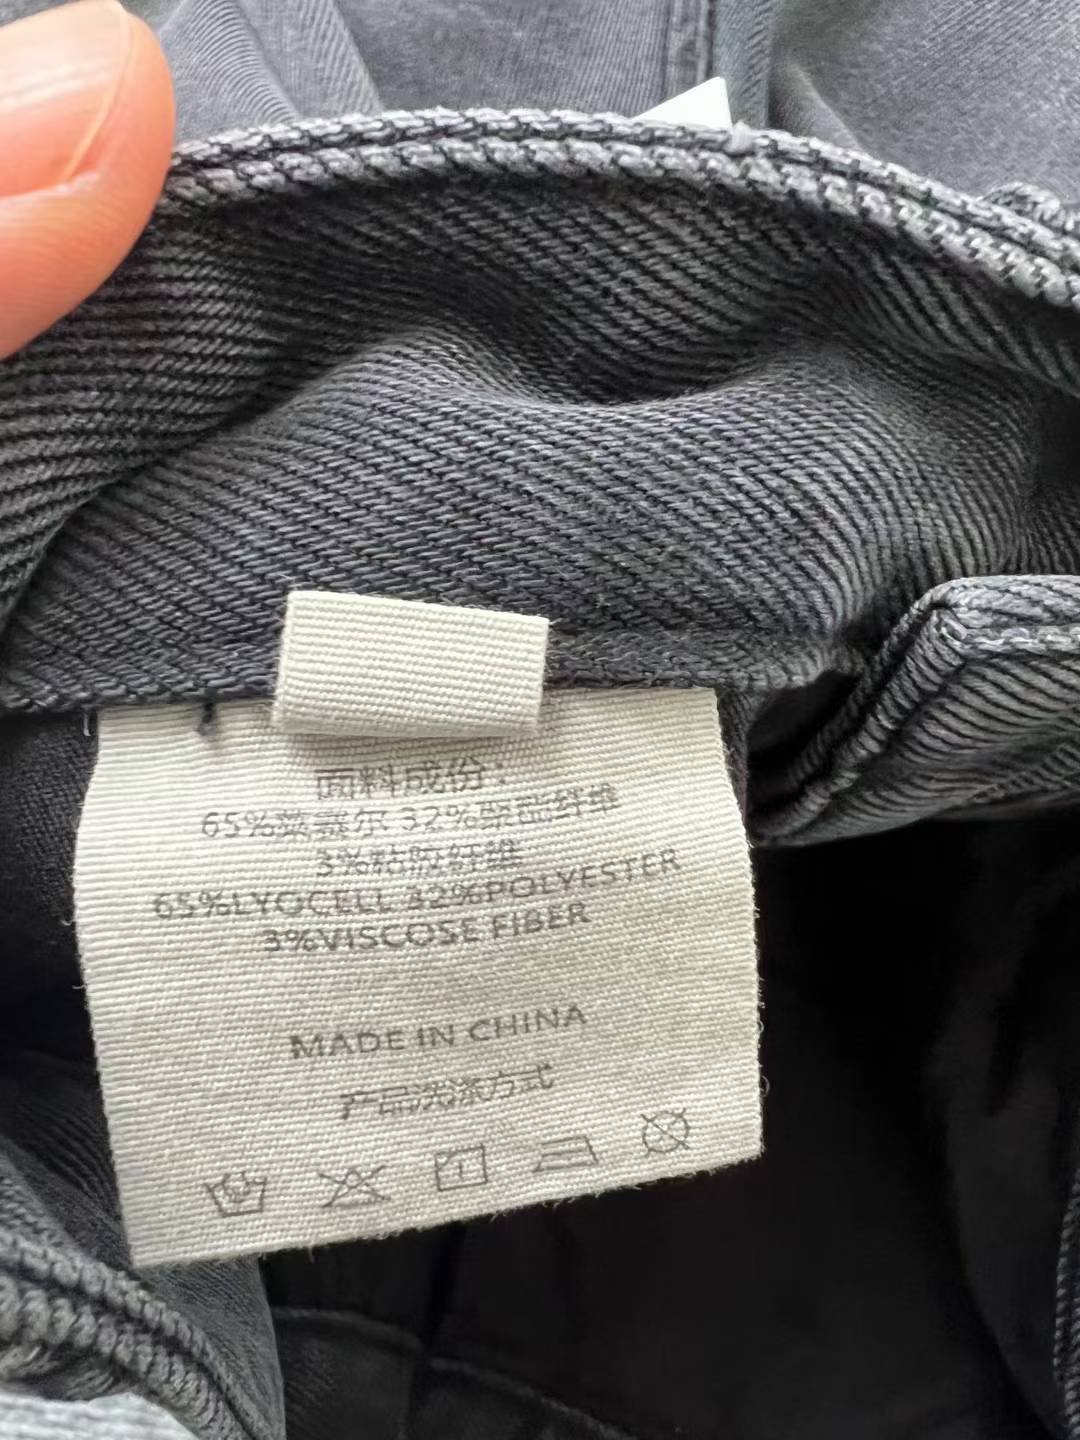 面料成份:
65%莱赛尔 32%聚酯纤维
3%粘胶纤维
65%LYOCELL 32%POLYESTER
3%VISCOSE FIBER
MADE IN CHINA
产品洗涤方式